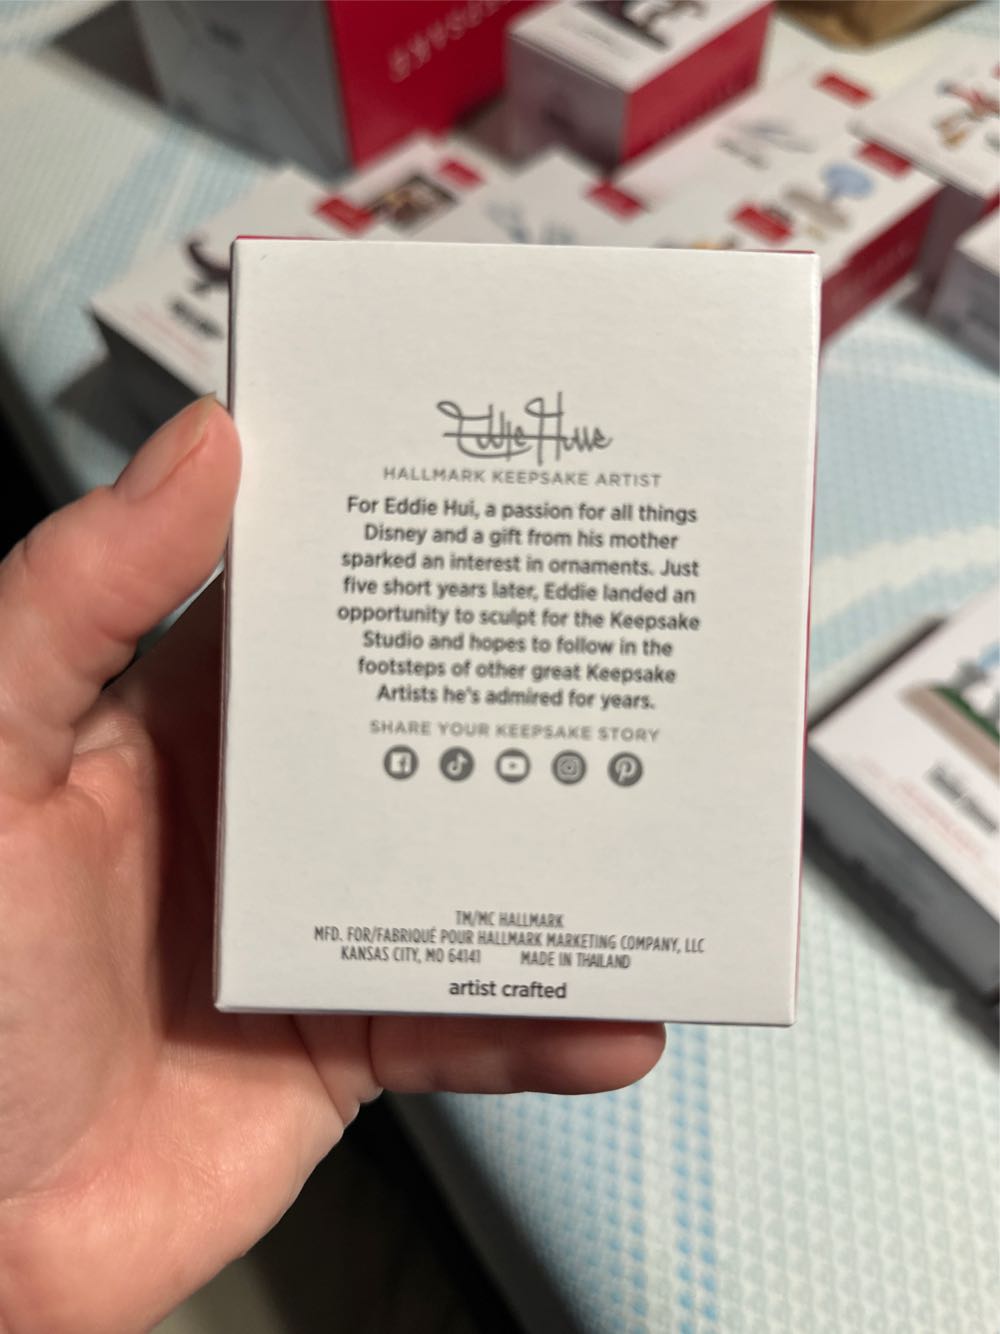 Eddie Hui
HALLMARK KEEPSAKE ARTIST
For Eddie Hui, a passion for all things
Disney and a gift from his mother
sparked an interest in ornaments. Just
five short years later, Eddie landed an
opportunity to sculpt for the Keepsake
Studio and hopes to follow in the
footsteps of other great Keepsake
Artists he's admired for years.
SHARE YOUR KEEPSAKE STORY
TM/MC HALLMARK
MFD. FOR/FABRIQUÉ POUR HALLMARK MARKETING COMPANY, LLC
KANSAS CITY, MO 64141 MADE IN THAILAND
artist crafted